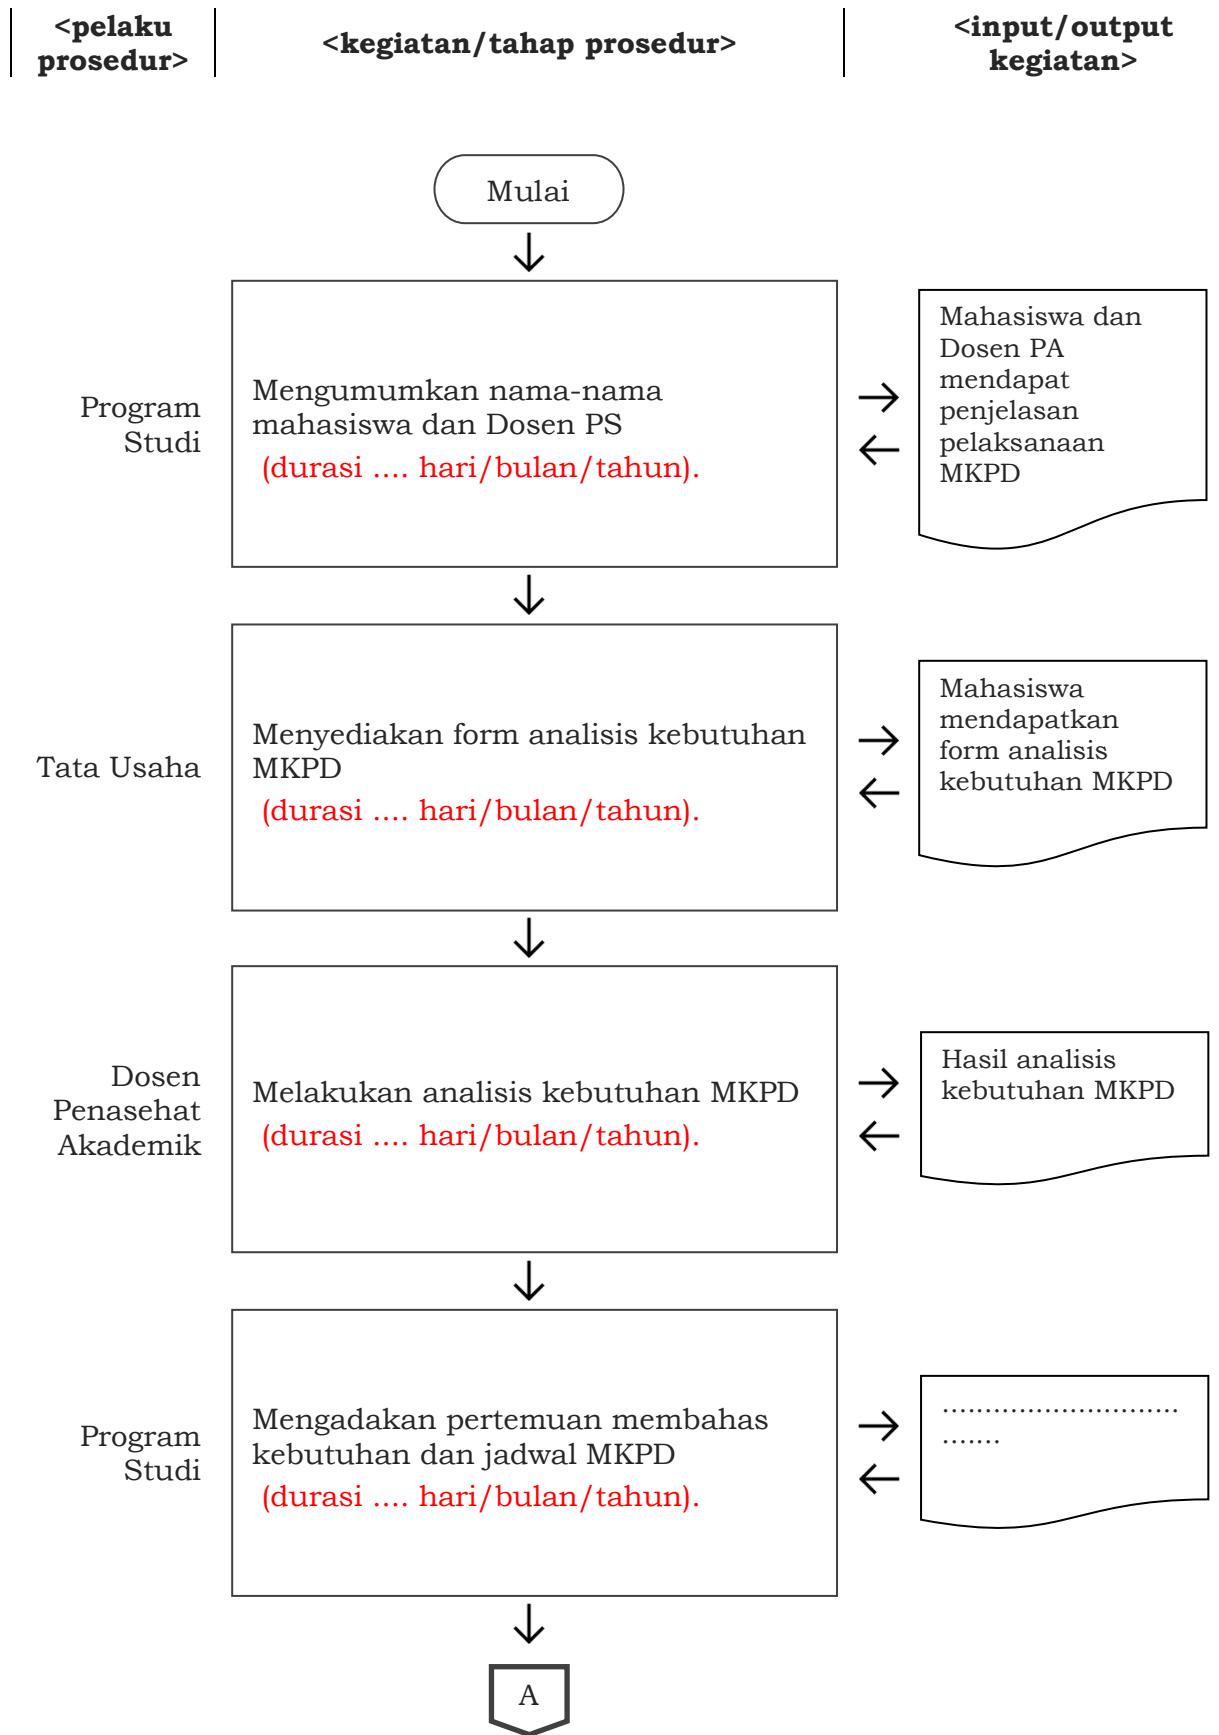 <pelaku
prosedur>
<kegiatan/tahap prosedur>
<input/output
kegiatan>
Mulai
Program
Studi
Mengumumkan nama-nama
mahasiswa dan Dosen PS
(durasi .... hari/bulan/tahun).
Mahasiswa dan
Dosen PA
mendapat
penjelasan
pelaksanaan
MKPD
Tata Usaha
Menyediakan form analisis kebutuhan
MKPD
(durasi .... hari/bulan/tahun).
Mahasiswa
mendapatkan
form analisis
kebutuhan MKPD
Dosen
Penasehat
Akademik
Melakukan analisis kebutuhan MKPD
(durasi .... hari/bulan/tahun).
Hasil analisis
kebutuhan MKPD
Program
Studi
Mengadakan pertemuan membahas
kebutuhan dan jadwal MKPD
(durasi .... hari/bulan/tahun).
............................
.......
A